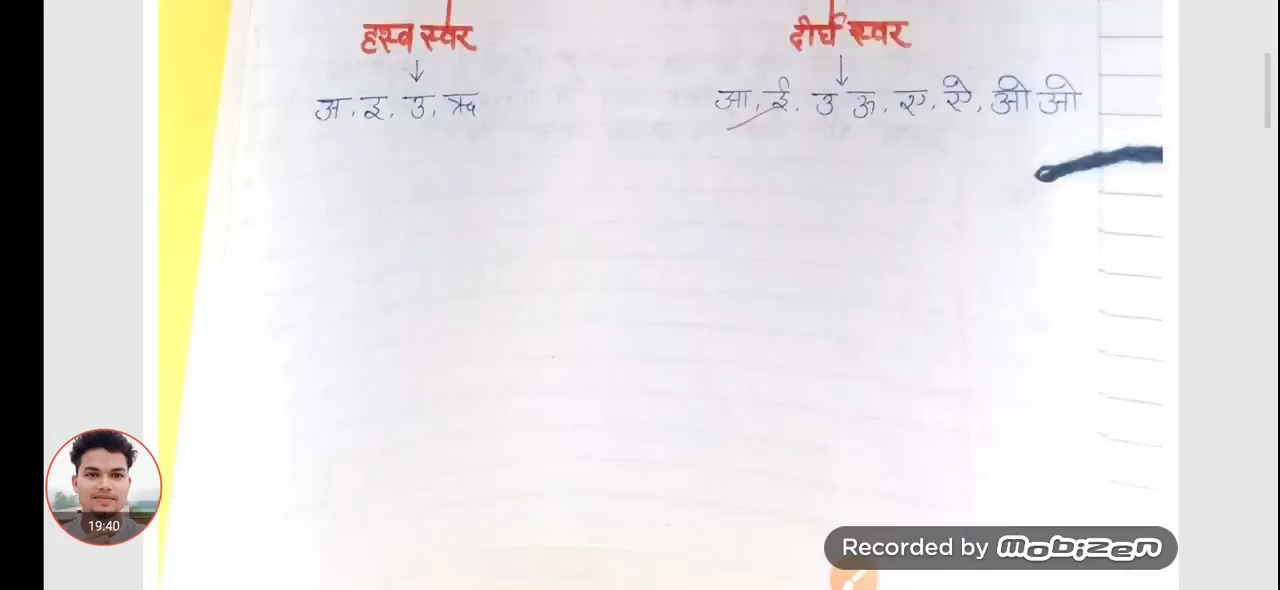 ह्रस्व स्वर
दीर्घ स्वर
अ, इ, उ, ऋ
आ, ई, उ ऊ, ए, ऐ, ओ ओ
19:40
Recorded by mobizen